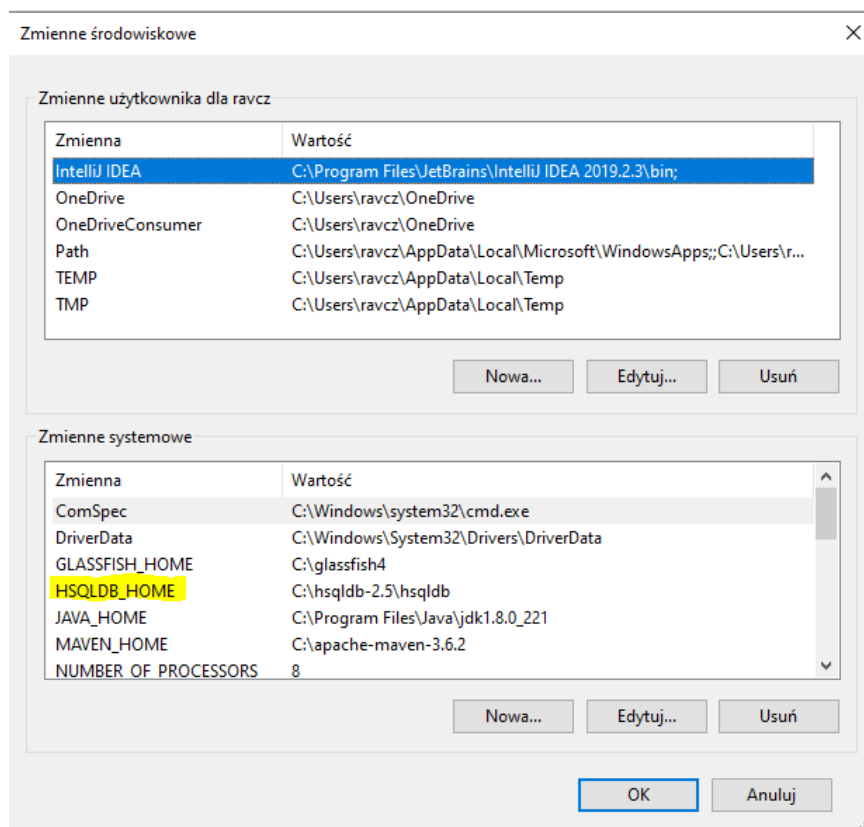 Zmienne środowiskowe
Zmienne użytkownika dla ravcz
Zmienna Wartość
IntelliJ IDEA C:\Program Files\JetBrains\IntelliJ IDEA 2019.2.3\bin;
OneDrive C:\Users\ravcz\OneDrive
OneDriveConsumer C:\Users\ravcz\OneDrive
Path C:\Users\ravcz\AppData\Local\Microsoft\WindowsApps;;C:\Users\r...
TEMP C:\Users\ravcz\AppData\Local\Temp
TMP C:\Users\ravcz\AppData\Local\Temp
Nowa... Edytuj... Usuń
Zmienne systemowe
Zmienna Wartość
ComSpec C:\Windows\system32\cmd.exe
DriverData C:\Windows\System32\Drivers\DriverData
GLASSFISH_HOME C:\glassfish4
HSQLDB_HOME C:\hsqldb-2.5\hsqldb
JAVA_HOME C:\Program Files\Java\jdk1.8.0_221
MAVEN_HOME C:\apache-maven-3.6.2
NUMBER_OF_PROCESSORS 8
Nowa... Edytuj... Usuń
OK Anuluj